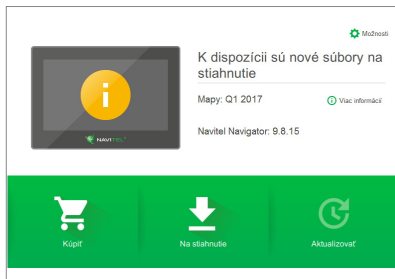 Možnosti
K dispozícii sú nové súbory na
stiahnutie
Mapy: Q1 2017
Viac informácií
Navitel Navigator: 9.8.15
NAVITEL
Kúpiť
Na stiahnutie
Aktualizovať